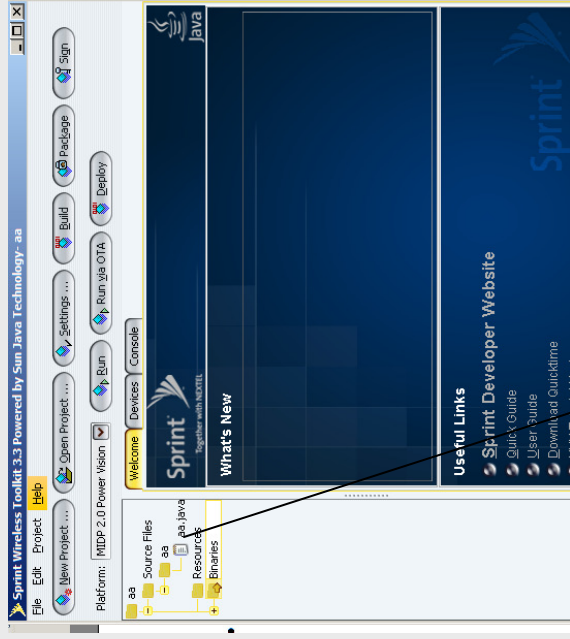 Sprint Wireless Toolkit 3.3 Powered by Sun Java Technology- aa
File Edit Project Help
New Project ... Open Project ... Settings ... Build Package Sign
Platform: MIDP 2.0 Power Vision Run Run via OTA Deploy
aa
Source Files
aa
aa.java
Resources
Binaries
Welcome Devices Console
Sprint
Together with NEXTEL
Java
What's New
Useful Links
Sprint Developer Website
Quick Guide
User Guide
Download Quicktime
Sprint